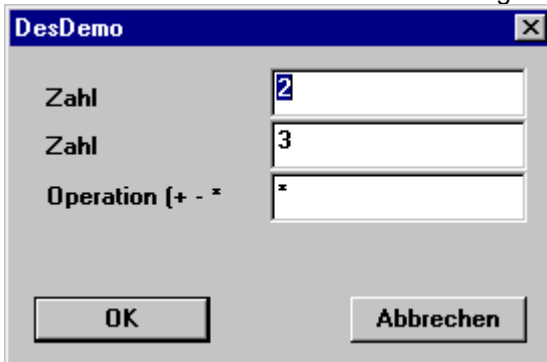 DesDemo
Zahl 2
Zahl 3
Operation (+ - * *
OK Abbrechen